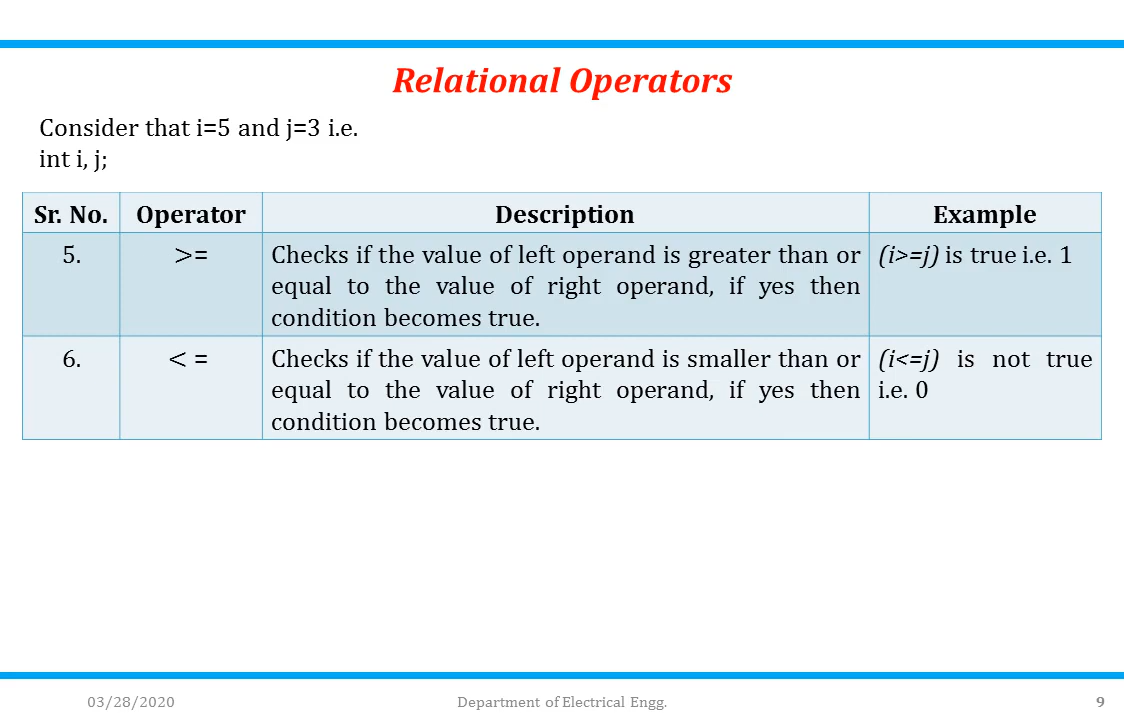 Relational Operators
Consider that i=5 and j=3 i.e.
int i, j;
Sr. No. Operator Description Example
5. >= Checks if the value of left operand is greater than or (i>=j) is true i.e. 1
equal to the value of right operand, if yes then
condition becomes true.
6. < = Checks if the value of left operand is smaller than or (i<=j) is not true
equal to the value of right operand, if yes then i.e. 0
condition becomes true.
03/28/2020 Department of Electrical Engg. 9